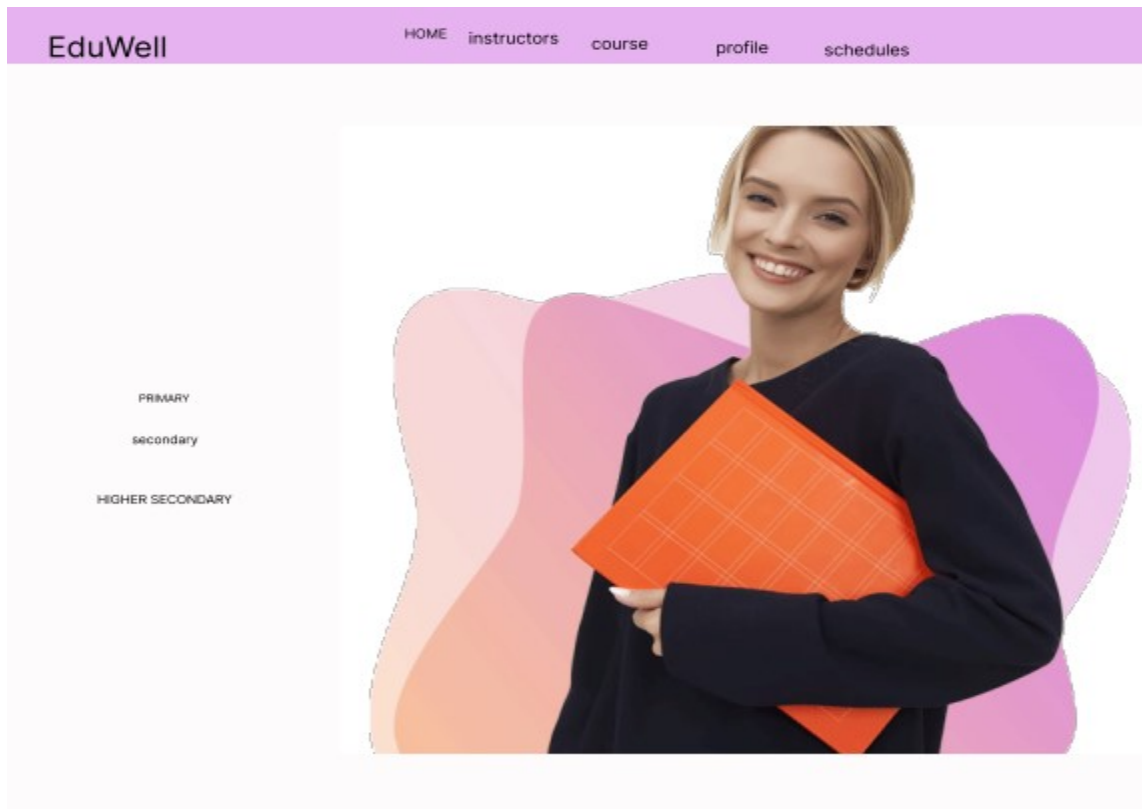 EduWell
HOME instructors course profile schedules
PRIMARY
secondary
HIGHER SECONDARY